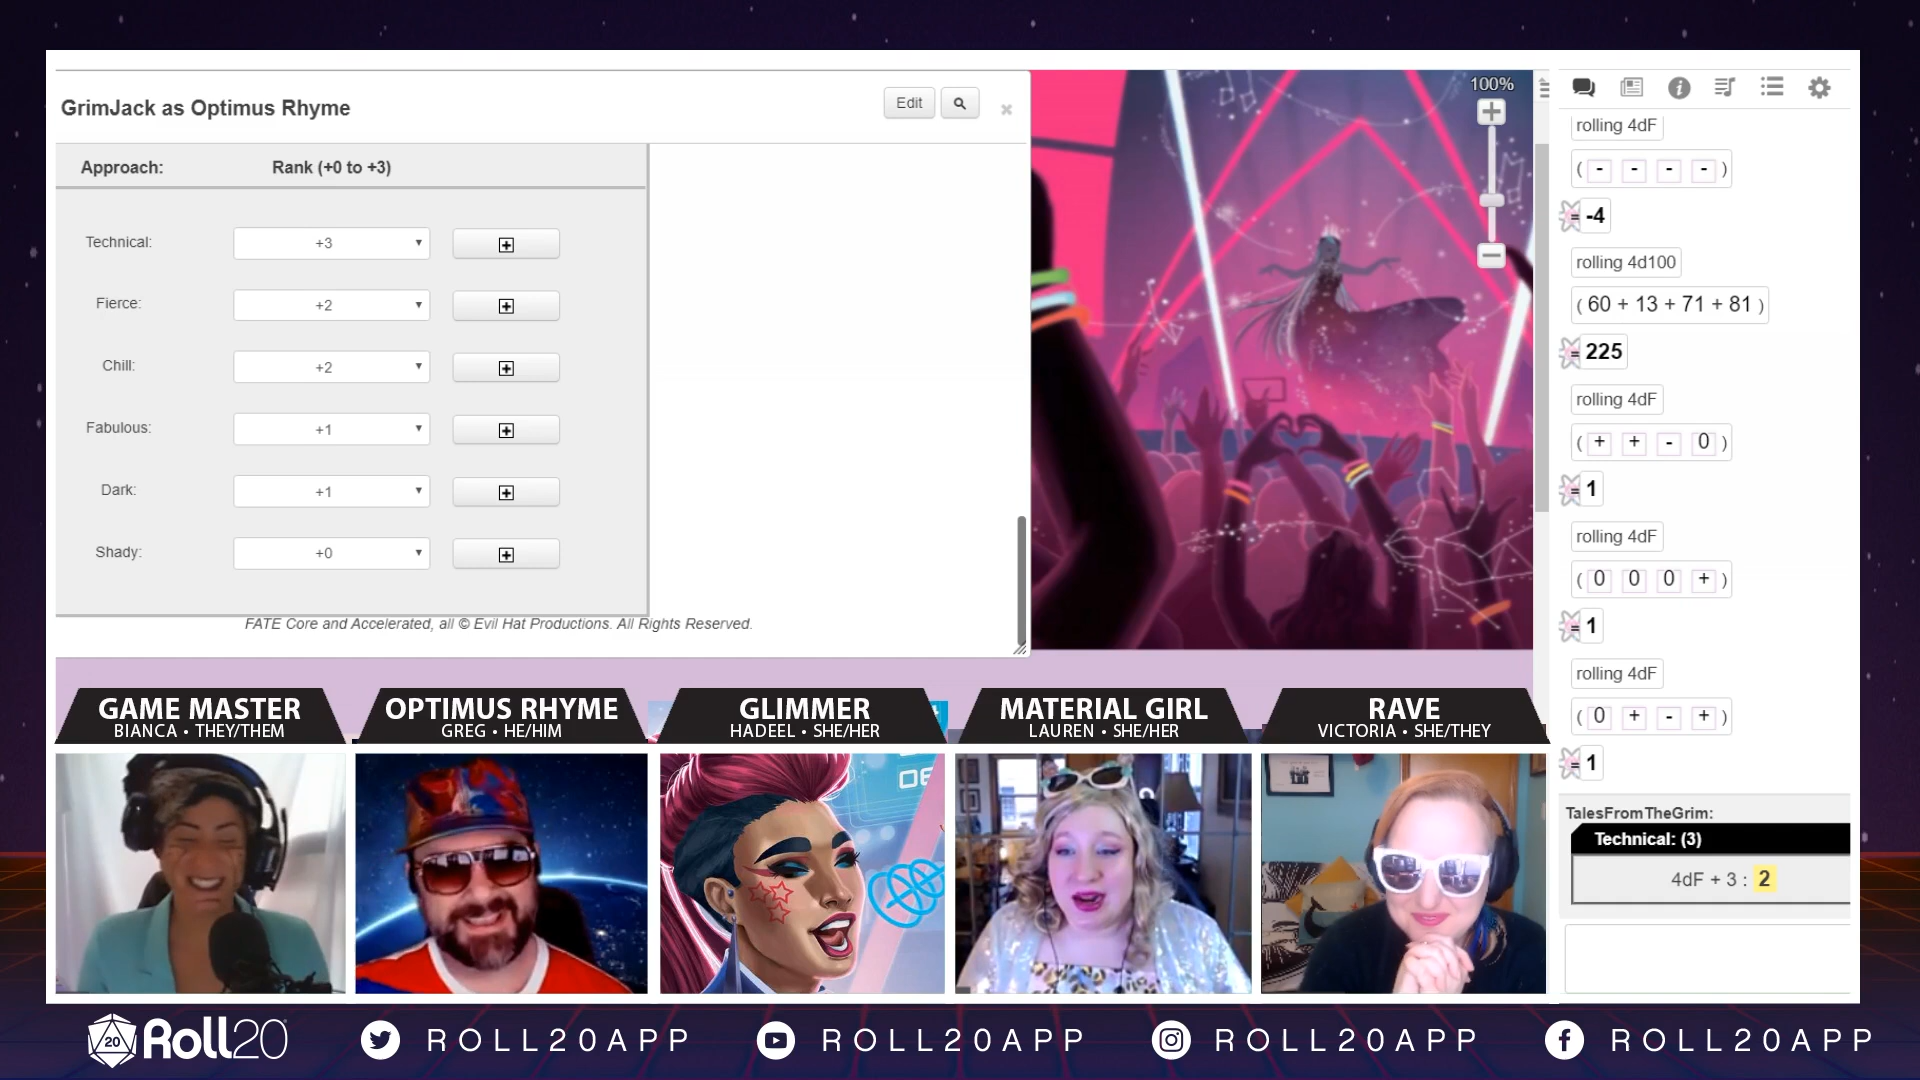 GrimJack as Optimus Rhyme
Edit
Approach:
Rank (+0 to +3)
Technical:
+3
Fierce:
+2
Chill:
+2
Fabulous:
+1
Dark:
+1
Shady:
+0
FATE Core and Accelerated, all © Evil Hat Productions. All Rights Reserved.
100%
rolling 4dF
( - - - - )
= -4
rolling 4d100
( 60 + 13 + 71 + 81 )
= 225
rolling 4dF
( + + - 0 )
= 1
rolling 4dF
( 0 0 0 + )
= 1
rolling 4dF
( 0 + - + )
= 1
TalesFromTheGrim:
Technical: (3)
4dF + 3 : 2
GAME MASTER
BIANCA • THEY/THEM
OPTIMUS RHYME
GREG • HE/HIM
GLIMMER
HADEEL • SHE/HER
MATERIAL GIRL
LAUREN • SHE/HER
RAVE
VICTORIA • SHE/THEY
20
Roll20
ROLL20APP
ROLL20APP
ROLL20APP
ROLL20APP